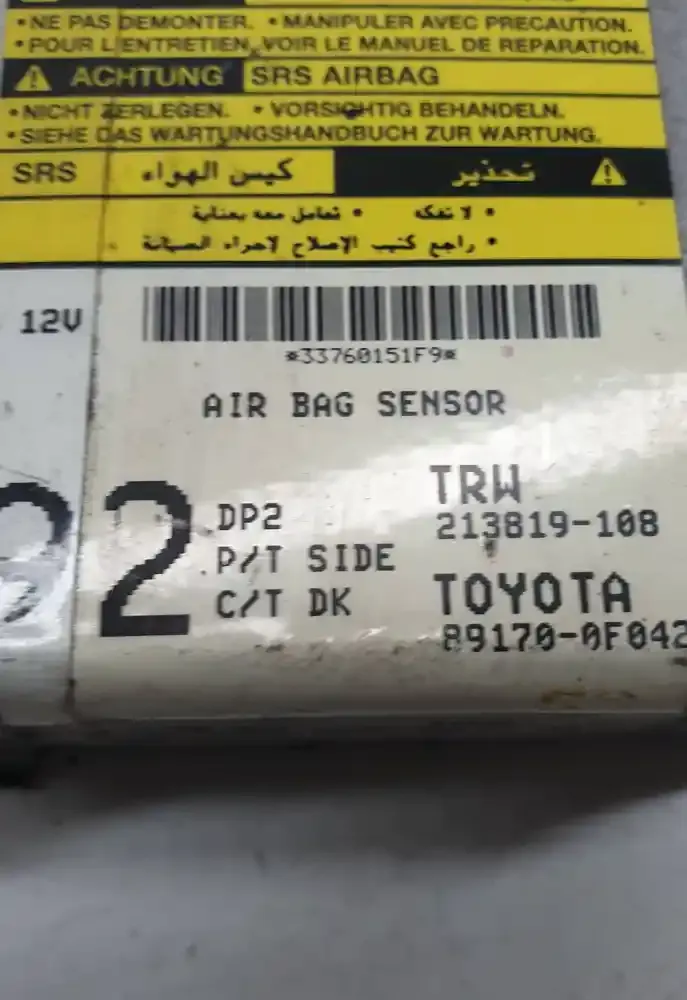 • NE PAS DEMONTER. • MANIPULER AVEC PRECAUTION.
• POUR L'ENTRETIEN, VOIR LE MANUEL DE REPARATION.
ACHTUNG SRS AIRBAG
• NICHT ZERLEGEN. • VORSICHTIG BEHANDELN.
• SIEHE DAS WARTUNGSHANDBUCH ZUR WARTUNG.
تحذير كيس الهواء SRS
• لا تفكه • تعامل معه بعناية
• راجع كتيب الإصلاح لاجراء الصيانة
12V
*33760151F9*
AIR BAG SENSOR
2
DP2
P/T SIDE
C/T DK
TRW
213819-108
TOYOTA
89170-0F042